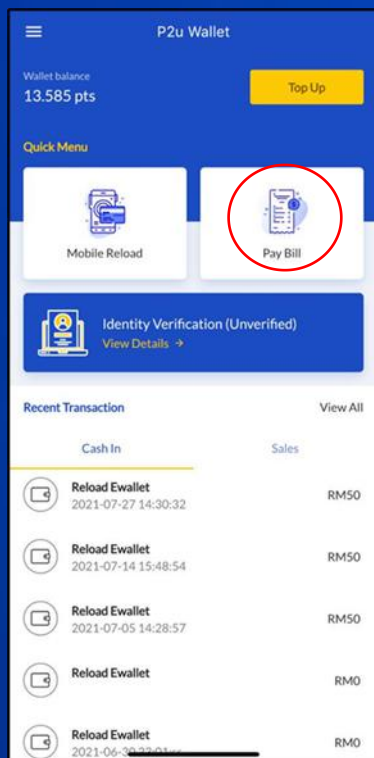 P2u Wallet
Wallet balance
13.585 pts
Top Up
Quick Menu
Mobile Reload
Pay Bill
Identity Verification (Unverified)
View Details →
Recent Transaction
View All
Cash In
Sales
Reload Ewallet
2021-07-27 14:30:32
RM50
Reload Ewallet
2021-07-14 15:48:54
RM50
Reload Ewallet
2021-07-05 14:28:57
RM50
Reload Ewallet
RM0
Reload Ewallet
2021-06-30
RM0